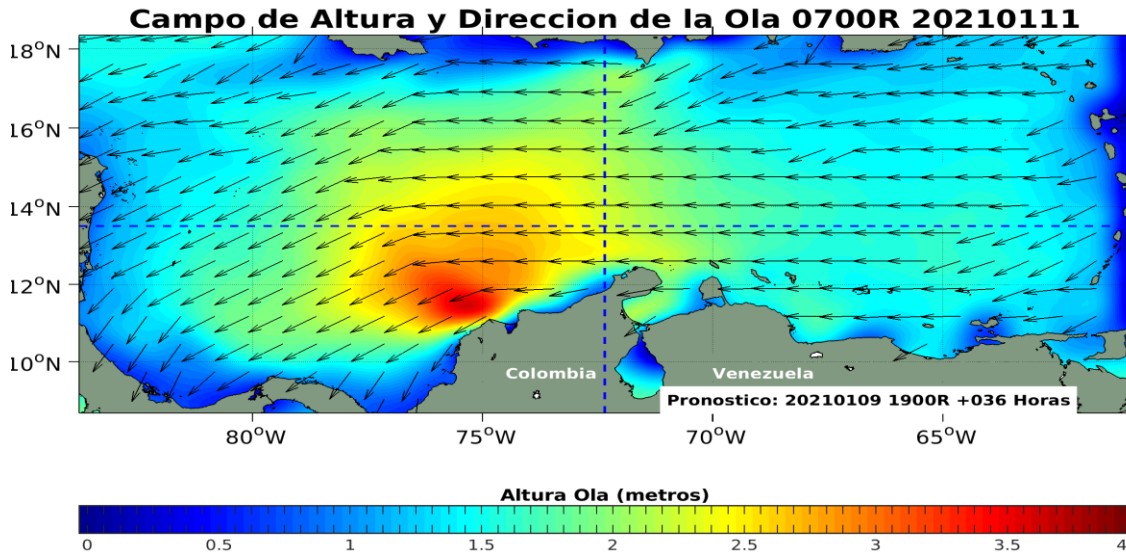 Campo de Altura y Direccion de la Ola 0700R 20210111
18°N
16°N
14°N
12°N
10°N
Colombia
Venezuela
Pronostico: 20210109 1900R +036 Horas
80°W 75°W 70°W 65°W
Altura Ola (metros)
0 0.5 1 1.5 2 2.5 3 3.5 4